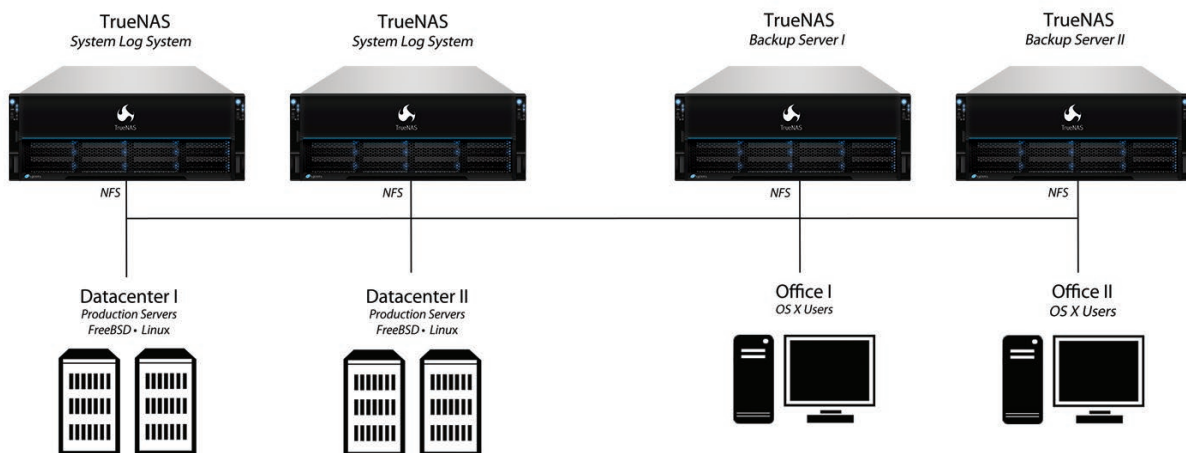 TrueNAS
System Log System
TrueNAS
System Log System
TrueNAS
Backup Server I
TrueNAS
Backup Server II
TrueNAS
TrueNAS
TrueNAS
TrueNAS
NFS
NFS
NFS
NFS
Datacenter I
Production Servers
FreeBSD • Linux
Datacenter II
Production Servers
FreeBSD • Linux
Office I
OS X Users
Office II
OS X Users